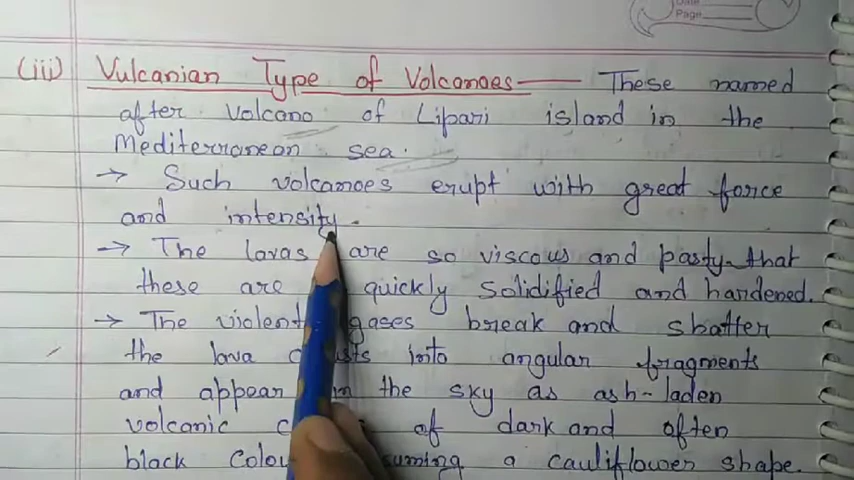 Date
Page
(iii) Vulcanian Type of Volcanoes — These named
after volcano of Lipari island in the
Mediterranean sea.
→ Such volcanoes erupt with great force
and intensity.
→ The lavas are so viscous and pasty that
these are quickly solidified and hardened.
→ The violent gases break and shatter
the lava into angular fragments
and appear in the sky as ash-laden
volcanic of dark and often
black a cauliflower shape.